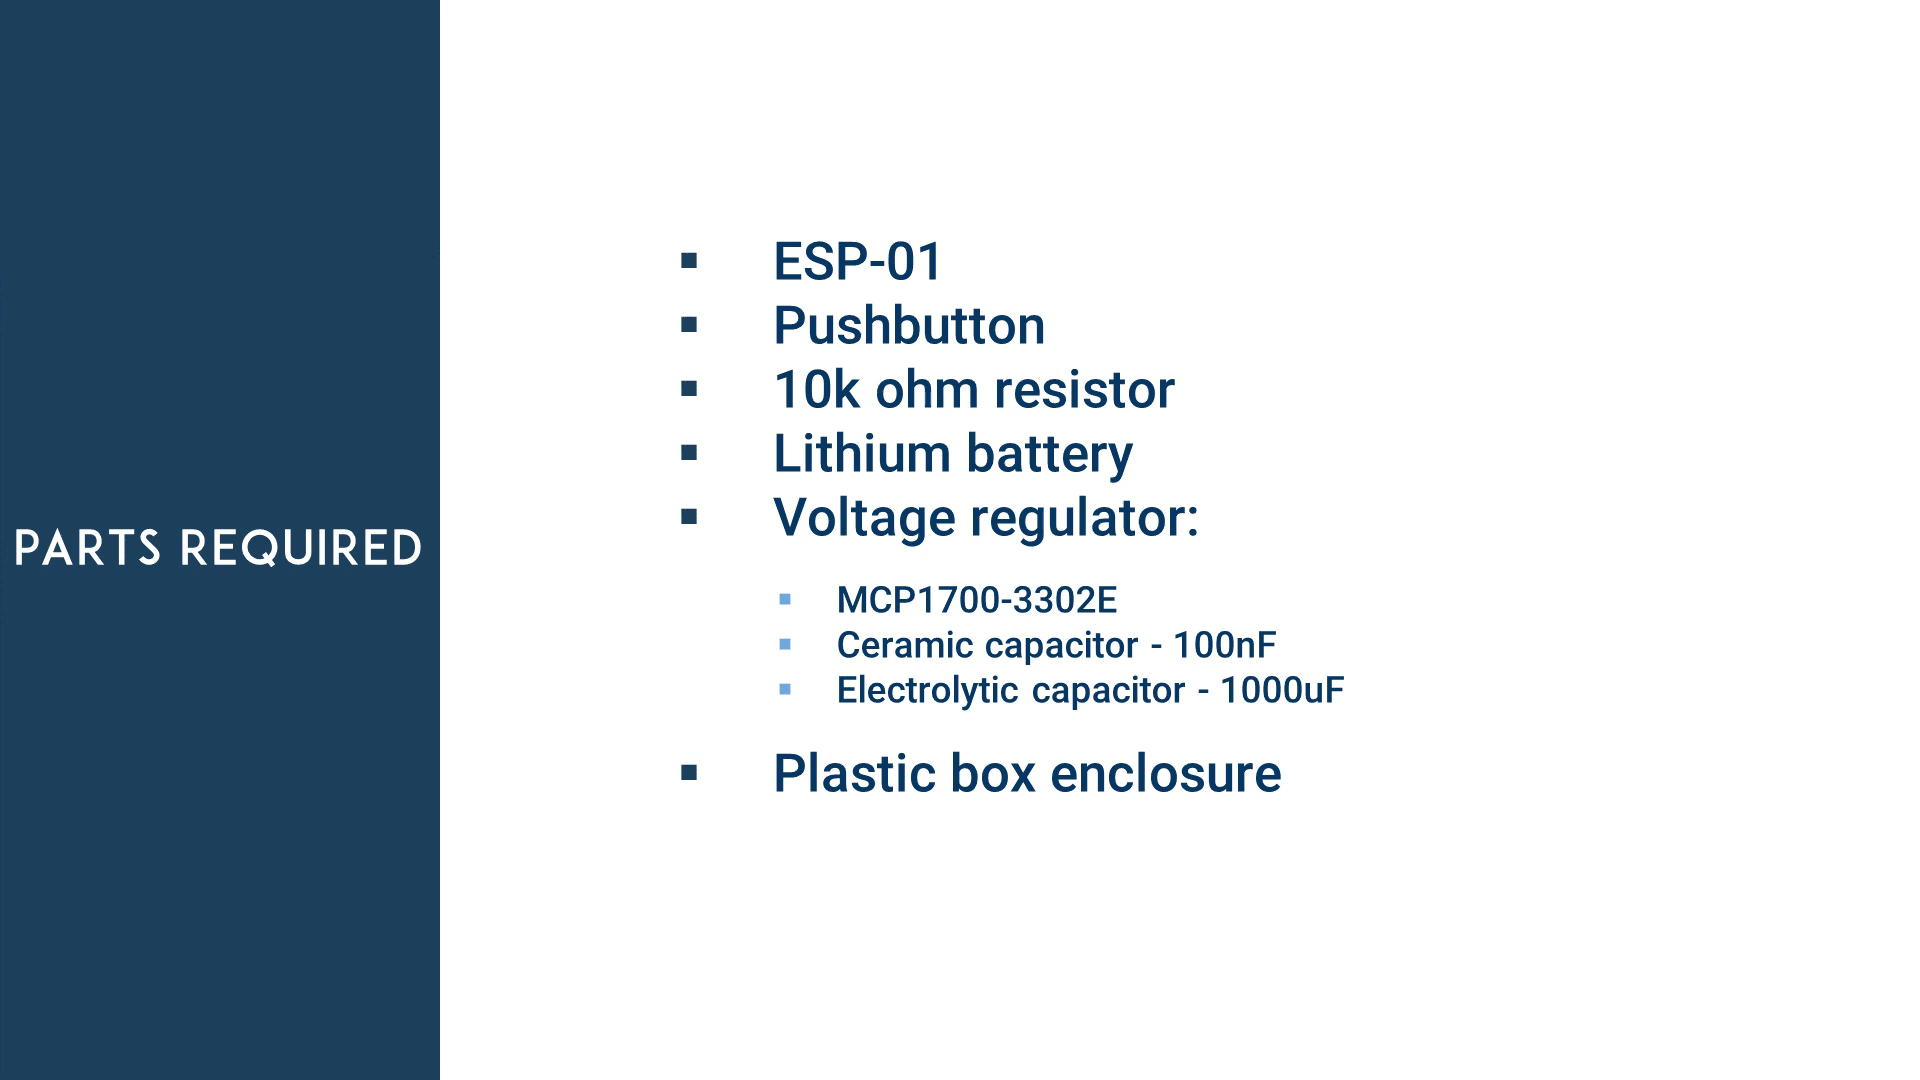 PARTS REQUIRED
▪ ESP-01
▪ Pushbutton
▪ 10k ohm resistor
▪ Lithium battery
▪ Voltage regulator:
▪ MCP1700-3302E
▪ Ceramic capacitor - 100nF
▪ Electrolytic capacitor - 1000uF
▪ Plastic box enclosure